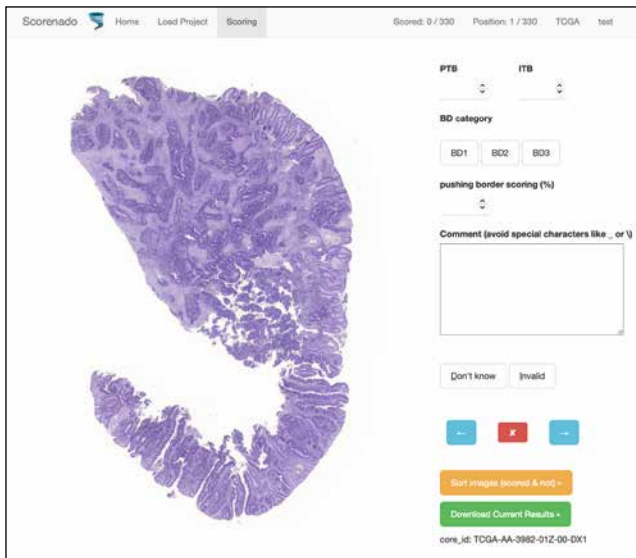 Scorenado Home Load Project Scoring Scored: 0 / 330 Position: 1 / 330 TCGA test
PTB ITB
BD category
BD1 BD2 BD3
pushing border scoring (%)
Comment (avoid special characters like _ or \)
Don't know Invalid
← ✘ →
Sort images (scored & not) »
Download Current Results »
core_id: TCGA-AA-3982-01Z-00-DX1